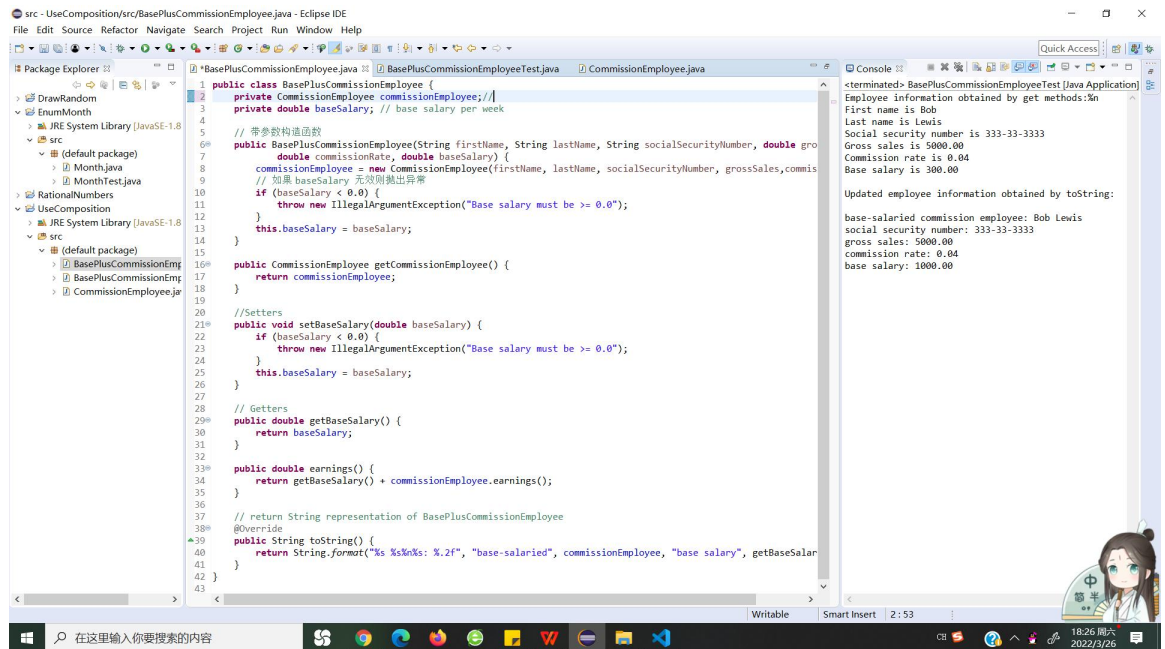 src - UseComposition/src/BasePlusCommissionEmployee.java - Eclipse IDE
File Edit Source Refactor Navigate Search Project Run Window Help
Quick Access
Package Explorer
DrawRandom
EnumMonth
JRE System Library [JavaSE-1.8
src
(default package)
Month.java
MonthTest.java
RationalNumbers
UseComposition
JRE System Library [JavaSE-1.8
src
(default package)
BasePlusCommissionEmp
BasePlusCommissionEmp
CommissionEmployee.ja
*BasePlusCommissionEmployee.java BasePlusCommissionEmployeeTest.java CommissionEmployee.java
1 public class BasePlusCommissionEmployee {
2 private CommissionEmployee commissionEmployee;//
3 private double baseSalary; // base salary per week
4
5 // 带参数构造函数
6 public BasePlusCommissionEmployee(String firstName, String lastName, String socialSecurityNumber, double gro
7 double commissionRate, double baseSalary) {
8 commissionEmployee = new CommissionEmployee(firstName, lastName, socialSecurityNumber, grossSales,commis
9 // 如果 baseSalary 无效则抛出异常
10 if (baseSalary < 0.0) {
11 throw new IllegalArgumentException("Base salary must be >= 0.0");
12 }
13 this.baseSalary = baseSalary;
14 }
15
16 public CommissionEmployee getCommissionEmployee() {
17 return commissionEmployee;
18 }
19
20 //Setters
21 public void setBaseSalary(double baseSalary) {
22 if (baseSalary < 0.0) {
23 throw new IllegalArgumentException("Base salary must be >= 0.0");
24 }
25 this.baseSalary = baseSalary;
26 }
27
28 // Getters
29 public double getBaseSalary() {
30 return baseSalary;
31 }
32
33 public double earnings() {
34 return getBaseSalary() + commissionEmployee.earnings();
35 }
36
37 // return String representation of BasePlusCommissionEmployee
38 @Override
39 public String toString() {
40 return String.format("%s %s%n%s: %.2f", "base-salaried", commissionEmployee, "base salary", getBaseSalar
41 }
42 }
43
Console
<terminated> BasePlusCommissionEmployeeTest [Java Application]
Employee information obtained by get methods:%n
First name is Bob
Last name is Lewis
Social security number is 333-33-3333
Gross sales is 5000.00
Commission rate is 0.04
Base salary is 300.00
Updated employee information obtained by toString:
base-salaried commission employee: Bob Lewis
social security number: 333-33-3333
gross sales: 5000.00
commission rate: 0.04
base salary: 1000.00
中
简 半
Writable Smart Insert 2 : 53
在这里输入你要搜索的内容
CH
18:26 周六
2022/3/26